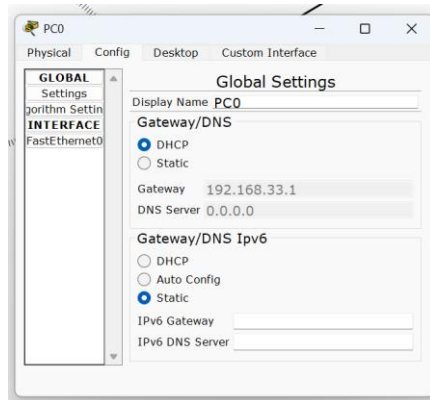 PC0
Physical Config Desktop Custom Interface
GLOBAL
Settings
gorithm Settin
INTERFACE
FastEthernet0
Global Settings
Display Name PC0
Gateway/DNS
DHCP
Static
Gateway 192.168.33.1
DNS Server 0.0.0.0
Gateway/DNS Ipv6
DHCP
Auto Config
Static
IPv6 Gateway
IPv6 DNS Server